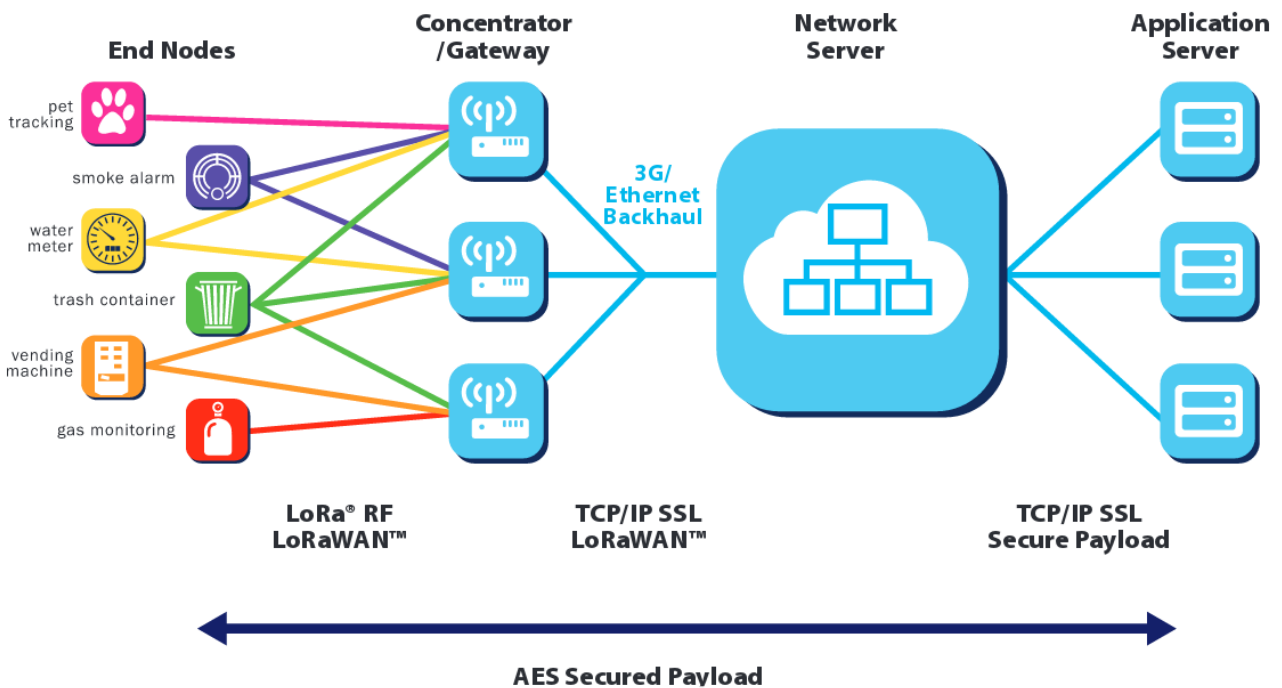 End Nodes
Concentrator
/Gateway
Network
Server
Application
Server
pet
tracking
smoke alarm
water
meter
trash container
vending
machine
gas monitoring
3G/
Ethernet
Backhaul
LoRa® RF
LoRaWAN™
TCP/IP SSL
LoRaWAN™
TCP/IP SSL
Secure Payload
AES Secured Payload